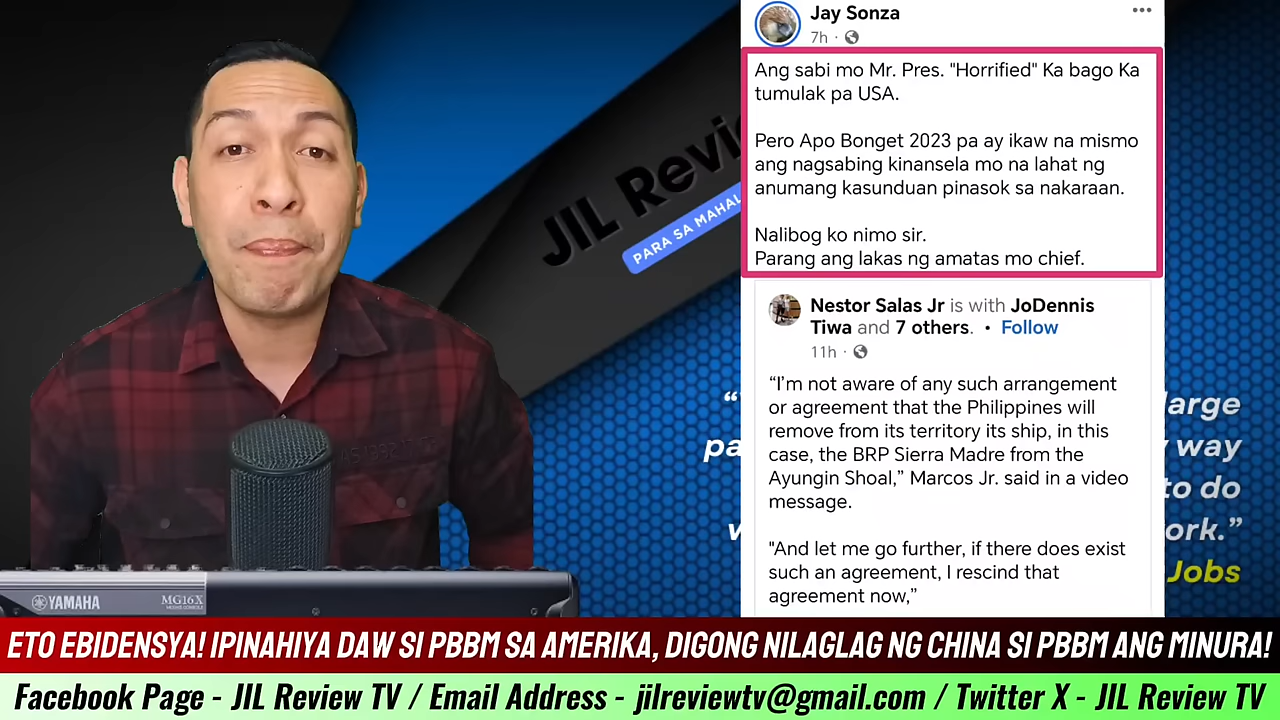 Jay Sonza
7h
Ang sabi mo Mr. Pres. "Horrified" Ka bago Ka
tumulak pa USA.
Pero Apo Bonget 2023 pa ay ikaw na mismo
ang nagsabing kinansela mo na lahat ng
anumang kasunduan pinasok sa nakaraan.
Nalibog ko nimo sir.
Parang ang lakas ng amatas mo chief.
Nestor Salas Jr is with JoDennis
Tiwa and 7 others. • Follow
11h
“I’m not aware of any such arrangement
or agreement that the Philippines will
remove from its territory its ship, in this
case, the BRP Sierra Madre from the
Ayungin Shoal,” Marcos Jr. said in a video
message.
"And let me go further, if there does exist
such an agreement, I rescind that
agreement now,”
JIL Revie
PARA SA MAHAL
large
way
to do
ork.”
Jobs
YAMAHA
MG16X
ETO EBIDENSYA! IPINAHIYA DAW SI PBBM SA AMERIKA, DIGONG NILAGLAG NG CHINA SI PBBM ANG MINURA!
Facebook Page - JIL Review TV / Email Address - jilreviewtv@gmail.com / Twitter X - JIL Review TV